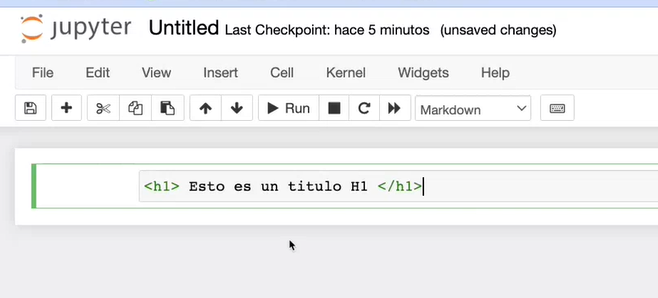 jupyter Untitled Last Checkpoint: hace 5 minutos (unsaved changes)
File Edit View Insert Cell Kernel Widgets Help
Run Markdown
<h1> Esto es un titulo H1 </h1>